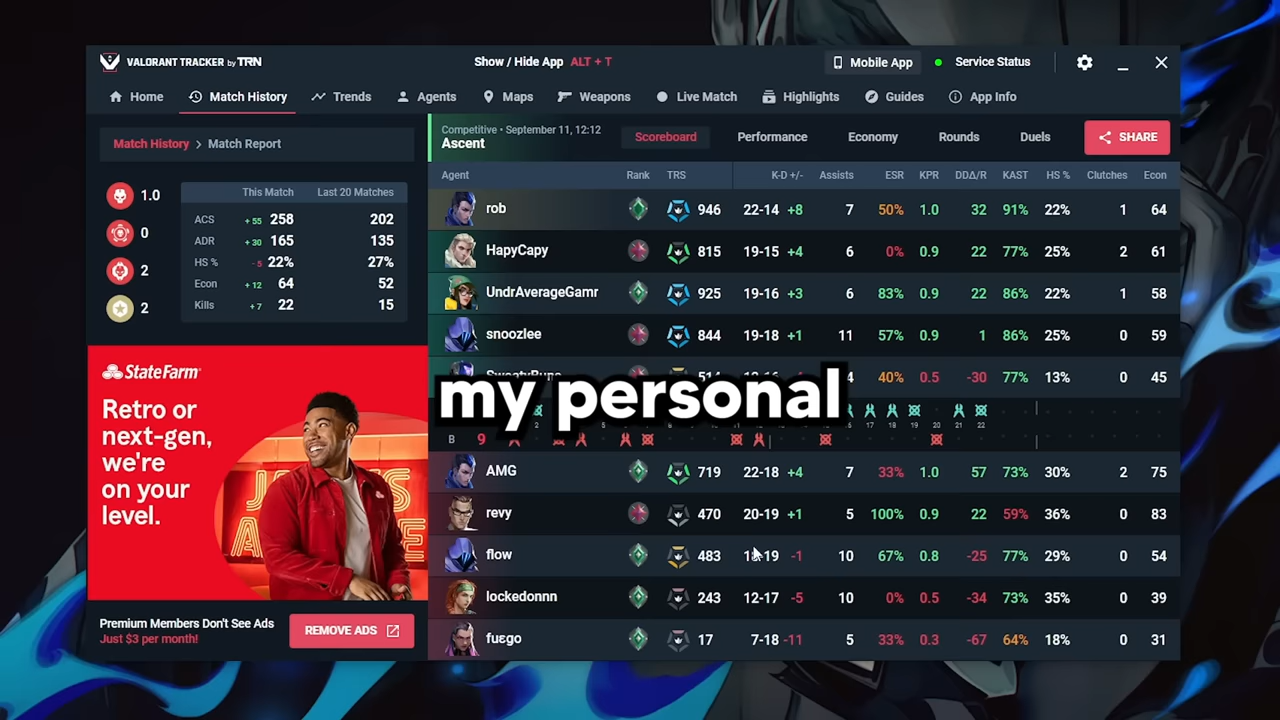 VALORANT TRACKER by TRN
Show / Hide App ALT + T
Mobile App
Service Status
Home
Match History
Trends
Agents
Maps
Weapons
Live Match
Highlights
Guides
App Info
Match History > Match Report
Competitive • September 11, 12:12
Ascent
Scoreboard
Performance
Economy
Rounds
Duels
SHARE
1.0
0
2
2
This Match Last 20 Matches
ACS +55 258 202
ADR +30 165 135
HS % -5 22% 27%
Econ +12 64 52
Kills +7 22 15
StateFarm
Retro or
next-gen,
we're
on your
level.
Premium Members Don't See Ads
Just $3 per month!
REMOVE ADS
Agent Rank TRS K-D +/- Assists ESR KPR DDΔ/R KAST HS % Clutches Econ
rob 946 22-14 +8 7 50% 1.0 32 91% 22% 1 64
HapyCapy 815 19-15 +4 6 0% 0.9 22 77% 25% 2 61
UndrAverageGamr 925 19-16 +3 6 83% 0.9 22 86% 22% 1 58
snoozlee 844 19-18 +1 11 57% 0.9 1 86% 25% 0 59
40% 0.5 -30 77% 13% 0 45
my personal
17 18 19 20 21 22
B 9
AMG 719 22-18 +4 7 33% 1.0 57 73% 30% 2 75
revy 470 20-19 +1 5 100% 0.9 22 59% 36% 0 83
flow 483 -1 10 67% 0.8 -25 77% 29% 0 54
lockedonnn 243 12-17 -5 10 0% 0.5 -34 73% 35% 0 39
fuεgo 17 7-18 -11 5 33% 0.3 -67 64% 18% 0 31